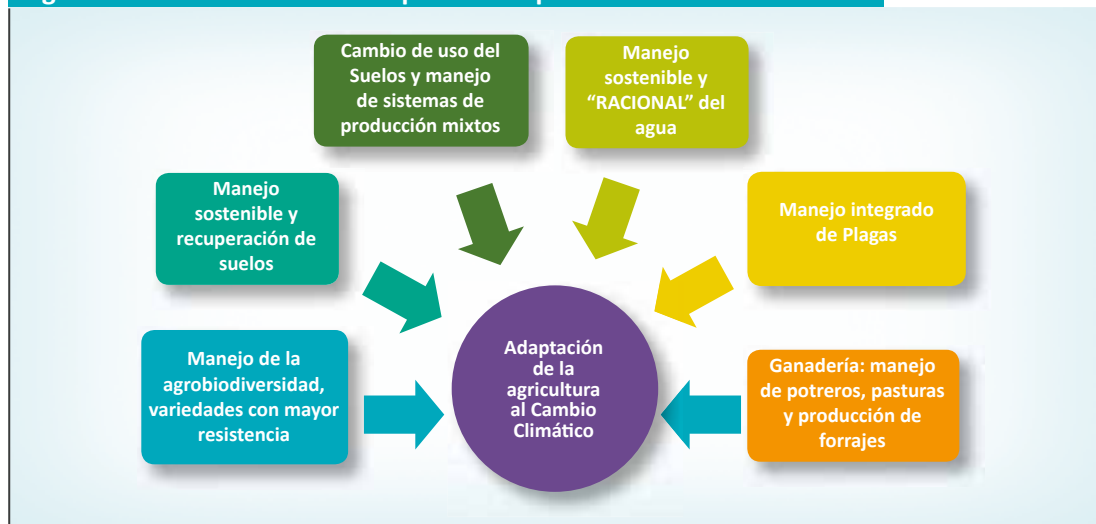 Cambio de uso del
Suelos y manejo
de sistemas de
producción mixtos
Manejo
sostenible y
“RACIONAL” del
agua
Manejo
sostenible y
recuperación de
suelos
Manejo integrado
de Plagas
Manejo de la
agrobiodiversidad,
variedades con mayor
resistencia
Adaptación
de la
agricultura
al Cambio
Climático
Ganadería: manejo
de potreros, pasturas
y producción de
forrajes